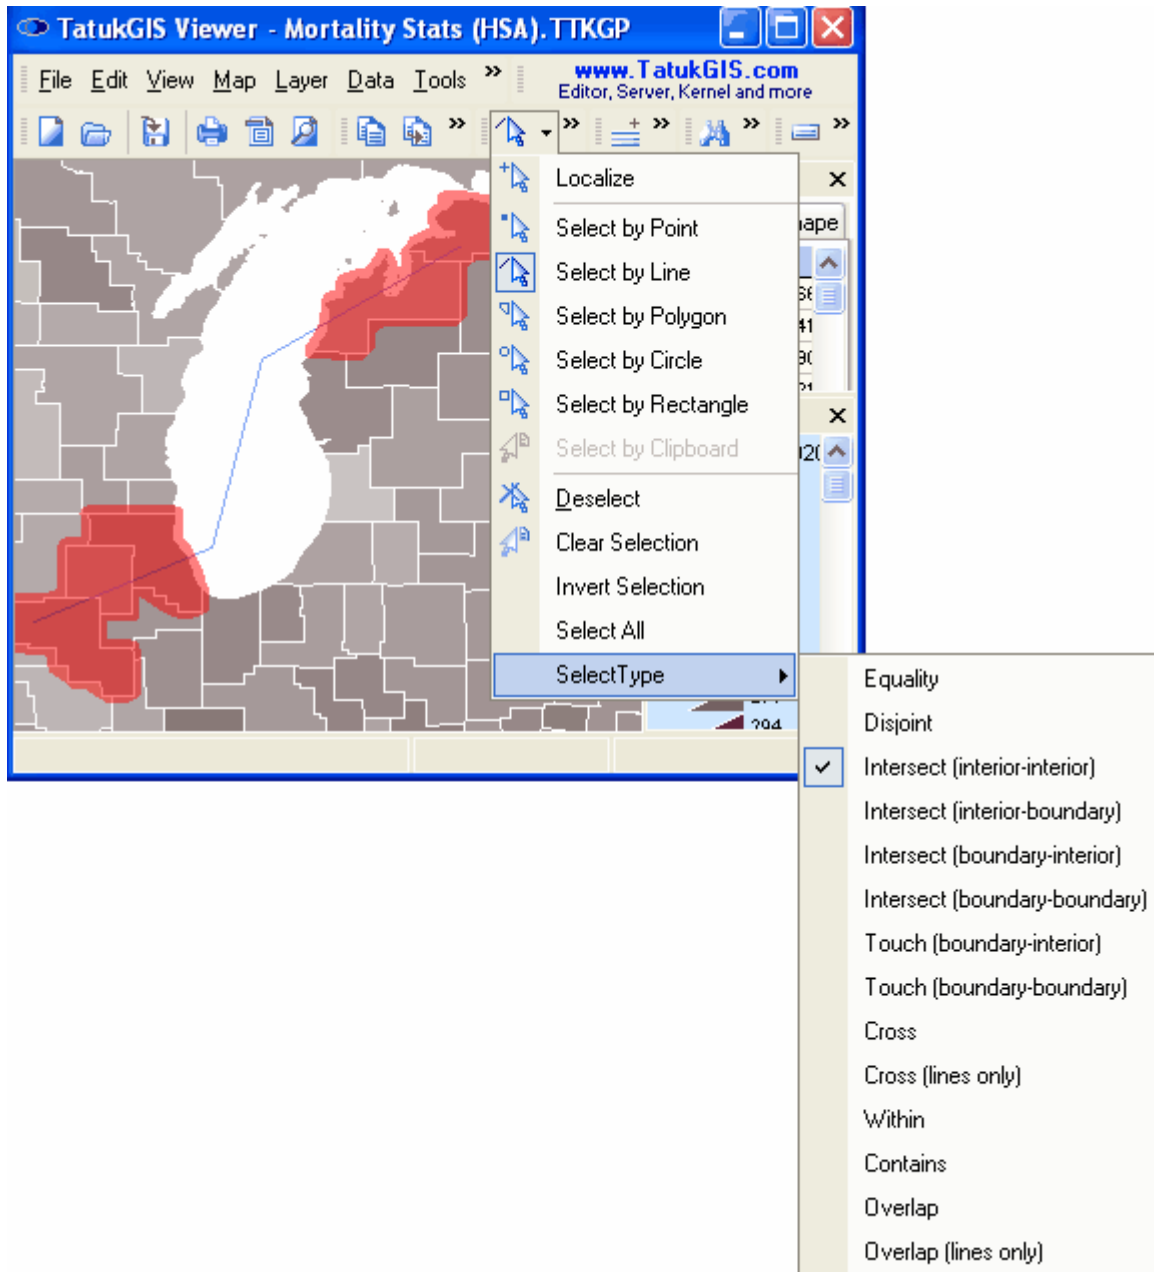 TatukGIS Viewer - Mortality Stats (HSA).TTKGP
File Edit View Map Layer Data Tools »
www.TatukGIS.com
Editor, Server, Kernel and more
Localize
Select by Point
Select by Line
Select by Polygon
Select by Circle
Select by Rectangle
Select by Clipboard
Deselect
Clear Selection
Invert Selection
Select All
SelectType
294
Equality
Disjoint
Intersect (interior-interior)
Intersect (interior-boundary)
Intersect (boundary-interior)
Intersect (boundary-boundary)
Touch (boundary-interior)
Touch (boundary-boundary)
Cross
Cross (lines only)
Within
Contains
Overlap
Overlap (lines only)